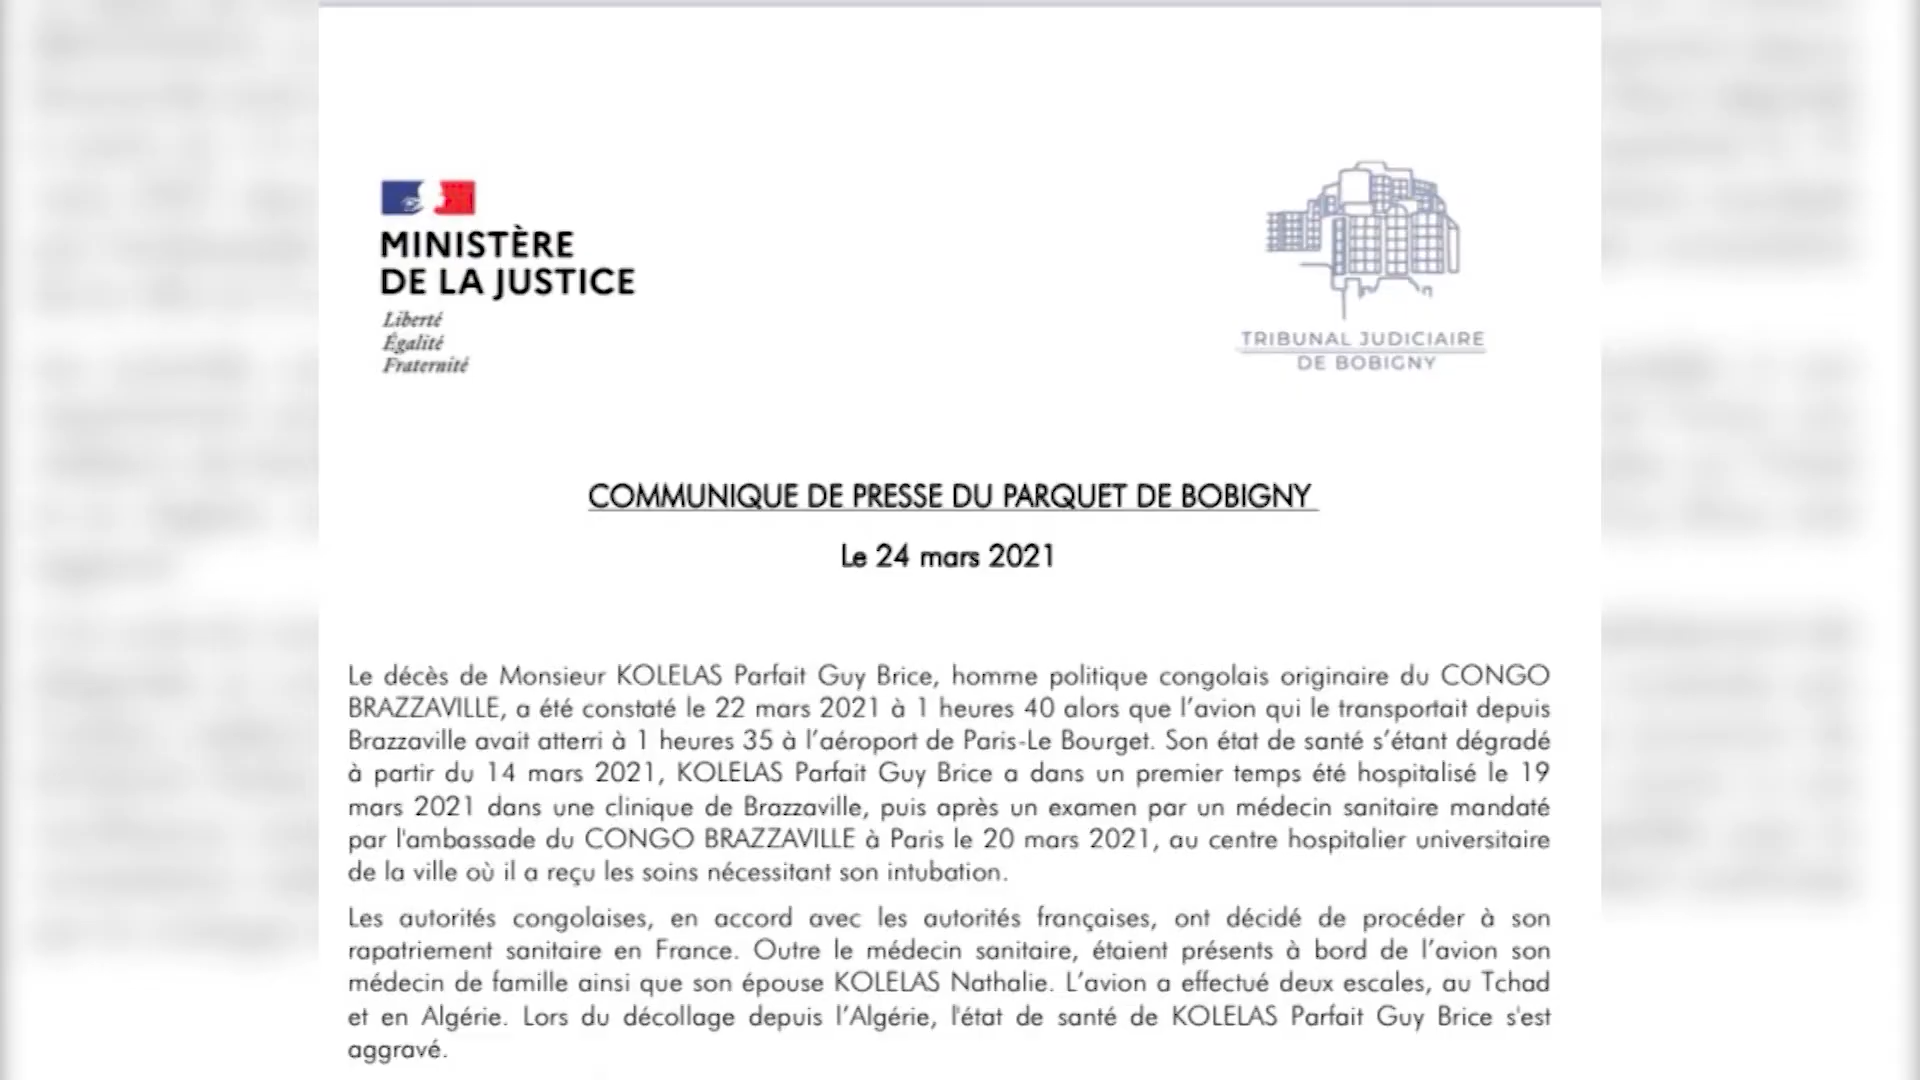 MINISTÈRE
DE LA JUSTICE
Liberté
Égalité
Fraternité
TRIBUNAL JUDICIAIRE
DE BOBIGNY
COMMUNIQUE DE PRESSE DU PARQUET DE BOBIGNY
Le 24 mars 2021
Le décès de Monsieur KOLELAS Parfait Guy Brice, homme politique congolais originaire du CONGO
BRAZZAVILLE, a été constaté le 22 mars 2021 à 1 heures 40 alors que l’avion qui le transportait depuis
Brazzaville avait atterri à 1 heures 35 à l’aéroport de Paris-Le Bourget. Son état de santé s’étant dégradé
à partir du 14 mars 2021, KOLELAS Parfait Guy Brice a dans un premier temps été hospitalisé le 19
mars 2021 dans une clinique de Brazzaville, puis après un examen par un médecin sanitaire mandaté
par l'ambassade du CONGO BRAZZAVILLE à Paris le 20 mars 2021, au centre hospitalier universitaire
de la ville où il a reçu les soins nécessitant son intubation.
Les autorités congolaises, en accord avec les autorités françaises, ont décidé de procéder à son
rapatriement sanitaire en France. Outre le médecin sanitaire, étaient présents à bord de l’avion son
médecin de famille ainsi que son épouse KOLELAS Nathalie. L’avion a effectué deux escales, au Tchad
et en Algérie. Lors du décollage depuis l’Algérie, l'état de santé de KOLELAS Parfait Guy Brice s'est
aggravé.